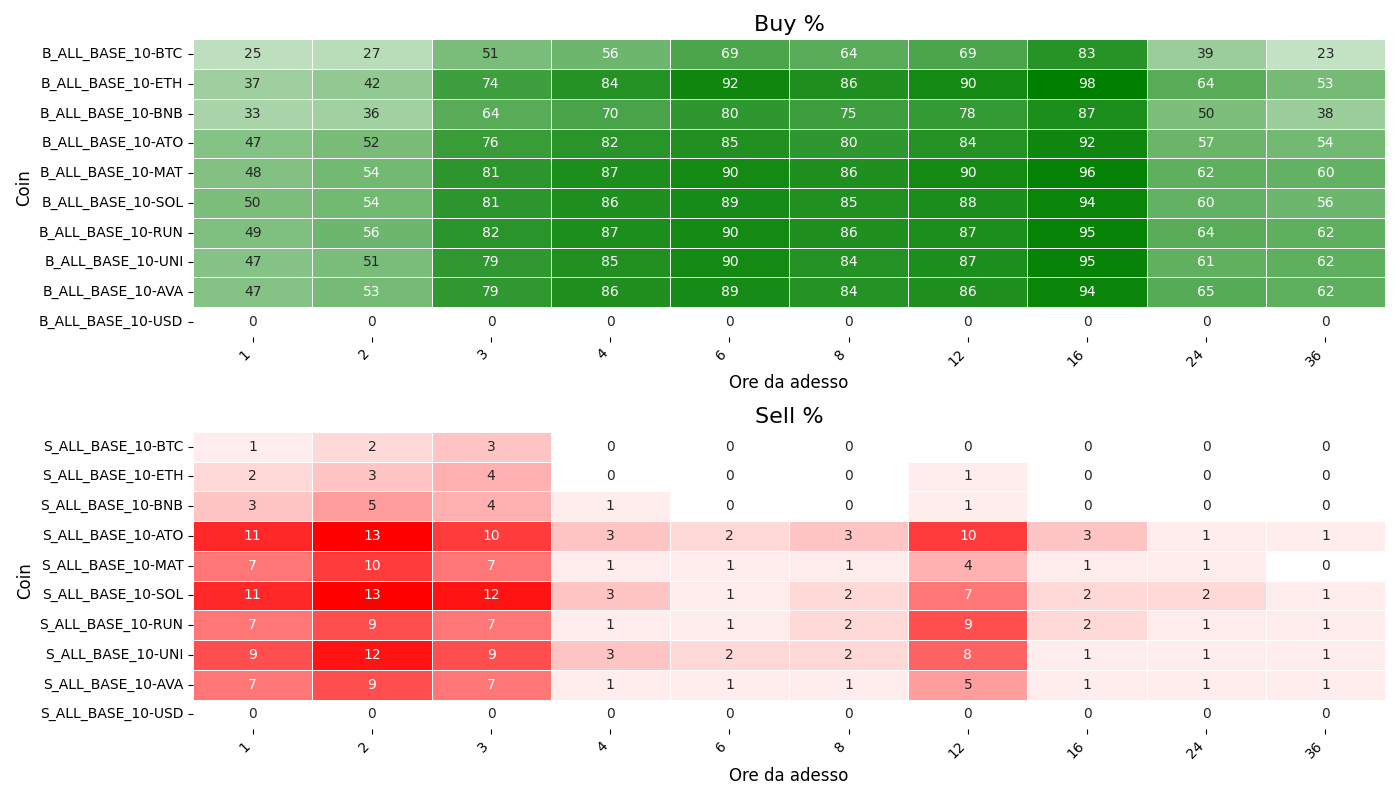 Buy %
Coin
B_ALL_BASE_10-BTC 25 27 51 56 69 64 69 83 39 23
B_ALL_BASE_10-ETH 37 42 74 84 92 86 90 98 64 53
B_ALL_BASE_10-BNB 33 36 64 70 80 75 78 87 50 38
B_ALL_BASE_10-ATO 47 52 76 82 85 80 84 92 57 54
B_ALL_BASE_10-MAT 48 54 81 87 90 86 90 96 62 60
B_ALL_BASE_10-SOL 50 54 81 86 89 85 88 94 60 56
B_ALL_BASE_10-RUN 49 56 82 87 90 86 87 95 64 62
B_ALL_BASE_10-UNI 47 51 79 85 90 84 87 95 61 62
B_ALL_BASE_10-AVA 47 53 79 86 89 84 86 94 65 62
B_ALL_BASE_10-USD 0 0 0 0 0 0 0 0 0 0
1 2 3 4 6 8 12 16 24 36
Ore da adesso
Sell %
Coin
S_ALL_BASE_10-BTC 1 2 3 0 0 0 0 0 0 0
S_ALL_BASE_10-ETH 2 3 4 0 0 0 1 0 0 0
S_ALL_BASE_10-BNB 3 5 4 1 0 0 1 0 0 0
S_ALL_BASE_10-ATO 11 13 10 3 2 3 10 3 1 1
S_ALL_BASE_10-MAT 7 10 7 1 1 1 4 1 1 0
S_ALL_BASE_10-SOL 11 13 12 3 1 2 7 2 2 1
S_ALL_BASE_10-RUN 7 9 7 1 1 2 9 2 1 1
S_ALL_BASE_10-UNI 9 12 9 3 2 2 8 1 1 1
S_ALL_BASE_10-AVA 7 9 7 1 1 1 5 1 1 1
S_ALL_BASE_10-USD 0 0 0 0 0 0 0 0 0 0
1 2 3 4 6 8 12 16 24 36
Ore da adesso